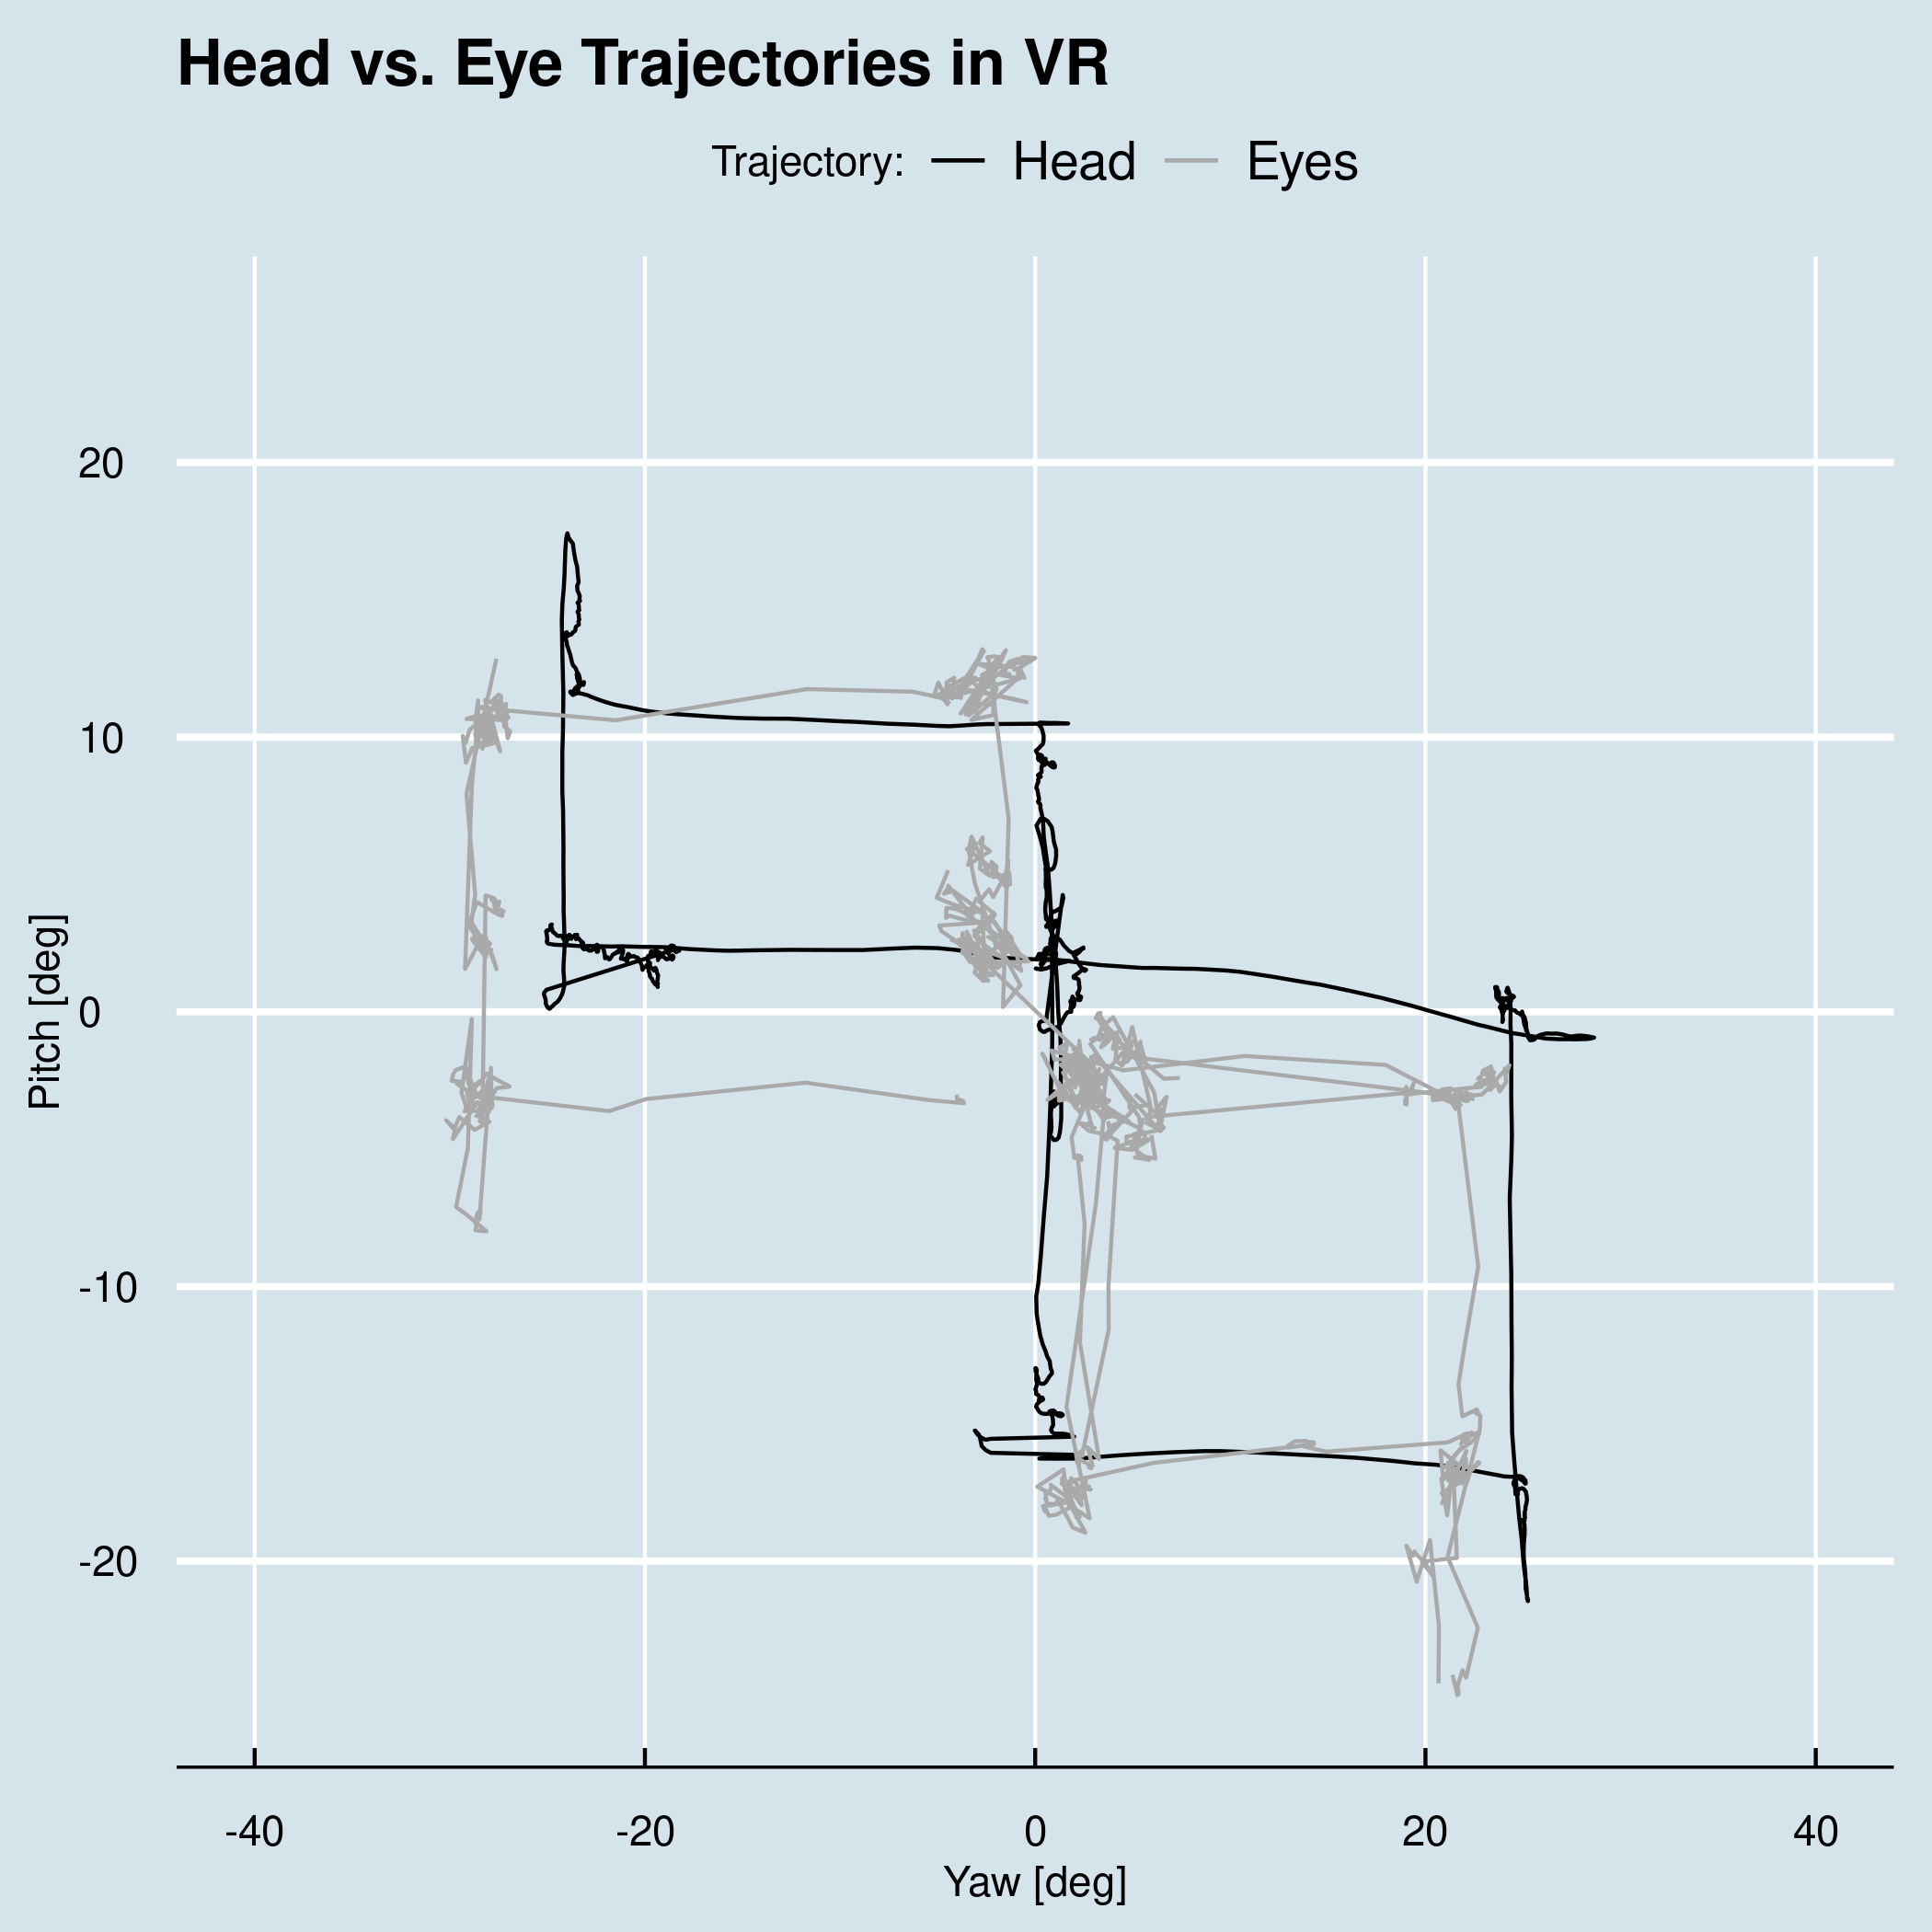 Head vs. Eye Trajectories in VR
Trajectory: Head Eyes
20
10
0
-10
-20
Pitch [deg]
-40 -20 0 20 40
Yaw [deg]